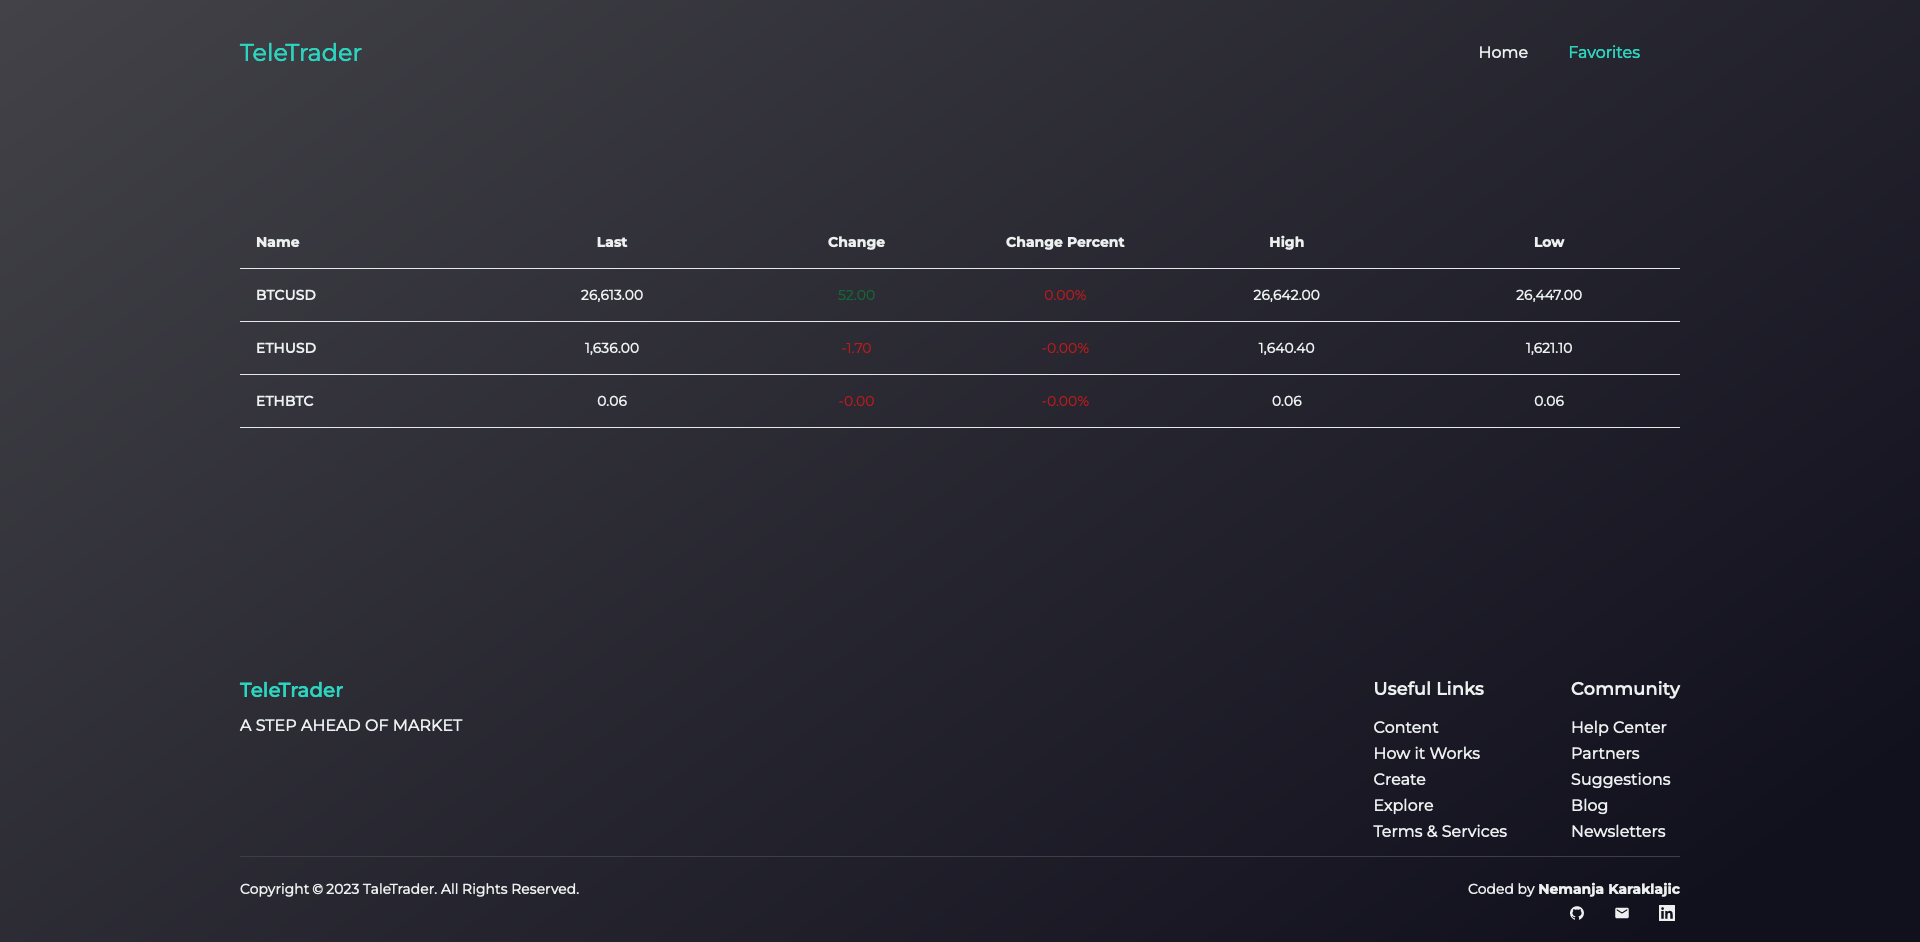 TeleTrader
Home Favorites
Name Last Change Change Percent High Low
BTCUSD 26,613.00 52.00 0.00% 26,642.00 26,447.00
ETHUSD 1,636.00 -1.70 -0.00% 1,640.40 1,621.10
ETHBTC 0.06 -0.00 -0.00% 0.06 0.06
TeleTrader
A STEP AHEAD OF MARKET
Useful Links
Content
How it Works
Create
Explore
Terms & Services
Community
Help Center
Partners
Suggestions
Blog
Newsletters
Copyright © 2023 TaleTrader. All Rights Reserved.
Coded by Nemanja Karaklajic
in